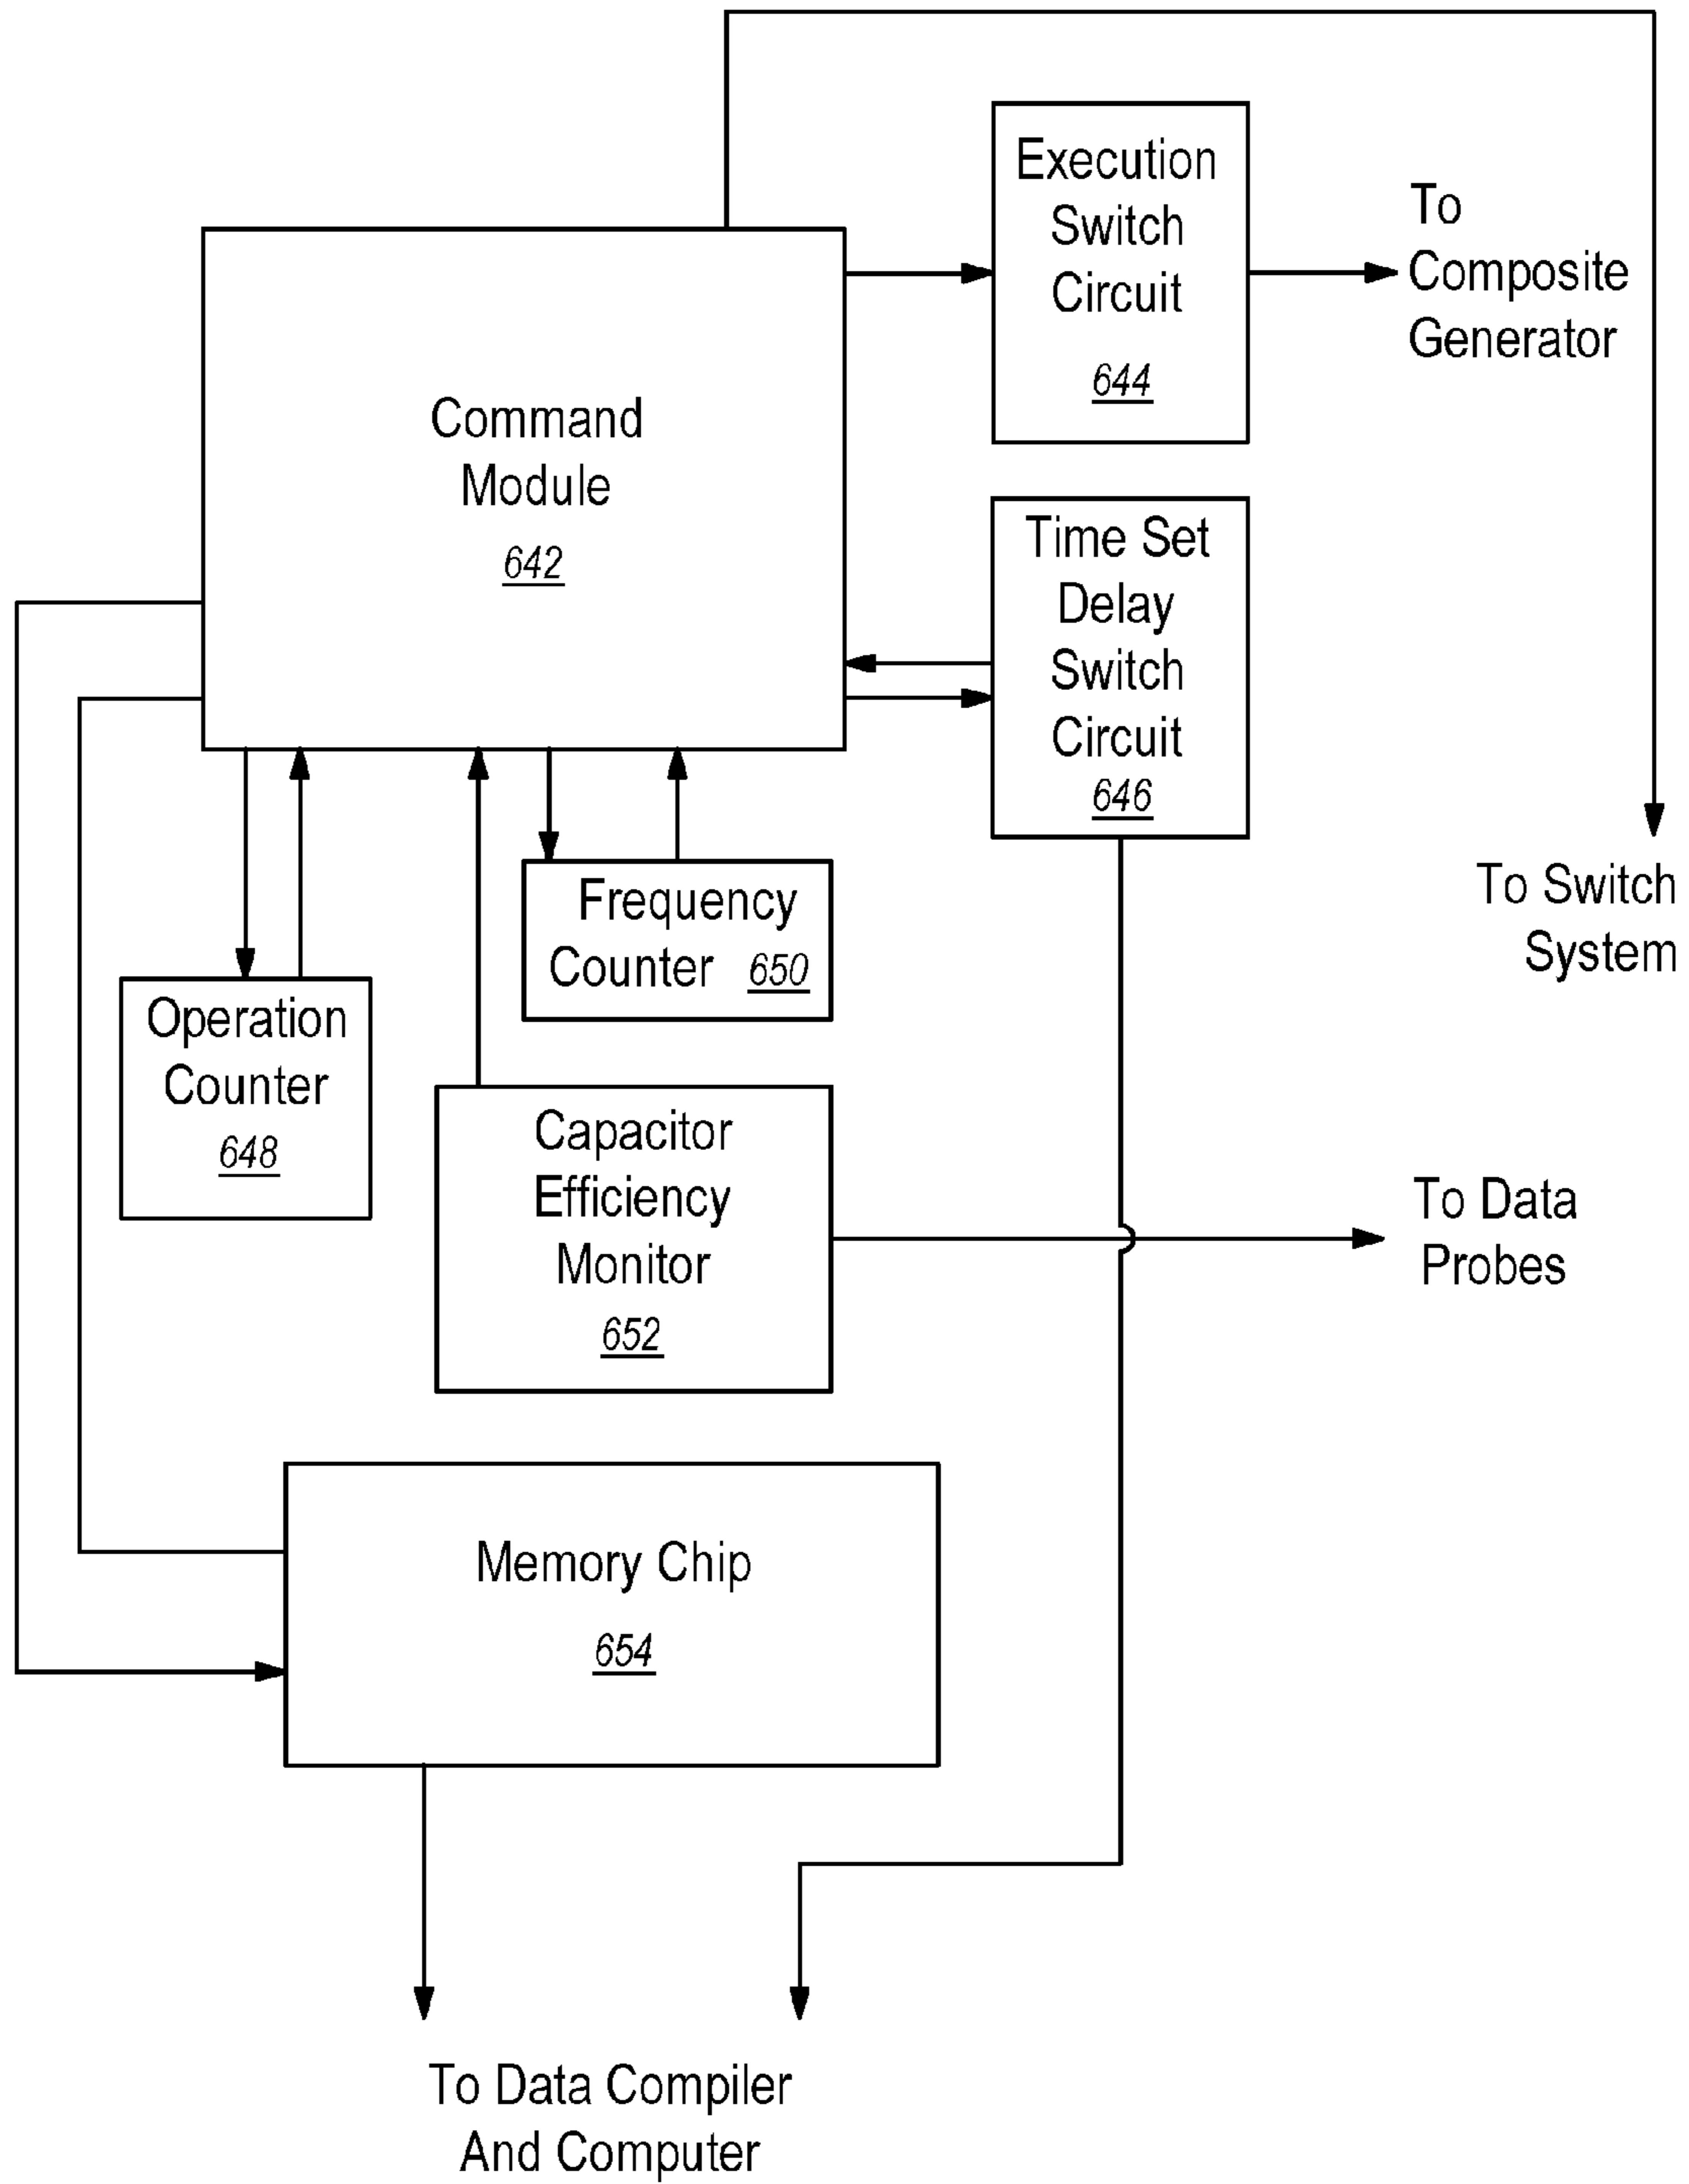 Execution
Switch
Circuit
644
To
Composite
Generator
Command
Module
642
Time Set
Delay
Switch
Circuit
646
To Switch
System
Frequency
Counter 650
Operation
Counter
648
Capacitor
Efficiency
Monitor
652
To Data
Probes
Memory Chip
654
To Data Compiler
And Computer